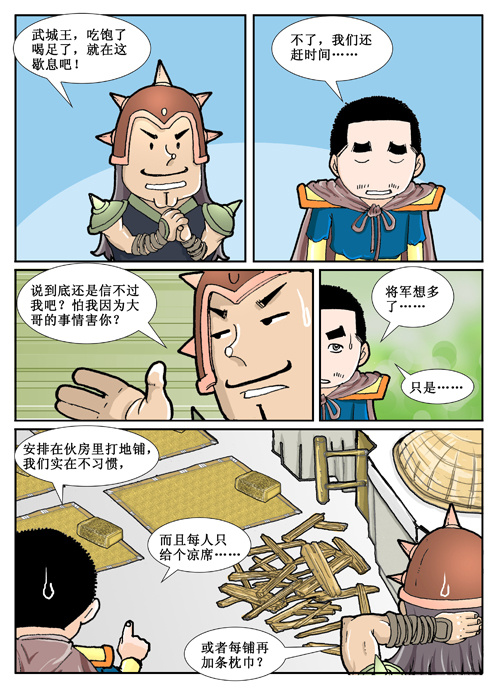 武城王，吃饱了
喝足了，就在这
歇息吧！
不了，我们还
赶时间……
说到底还是信不过
我吧？怕我因为大
哥的事情害你？
将军想多
了……
只是……
安排在伙房里打地铺，
我们实在不习惯，
而且每人只
给个凉席……
或者每铺再
加条枕巾？